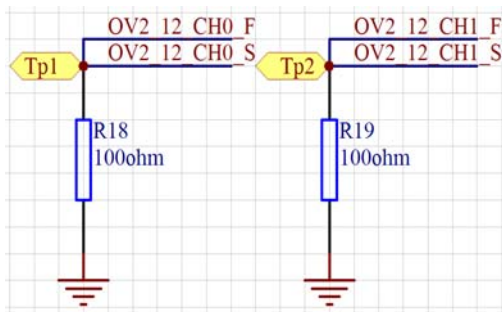 OV2_12_CH0_F
OV2_12_CH0_S
Tp1
R18
100ohm
OV2_12_CH1_F
OV2_12_CH1_S
Tp2
R19
100ohm